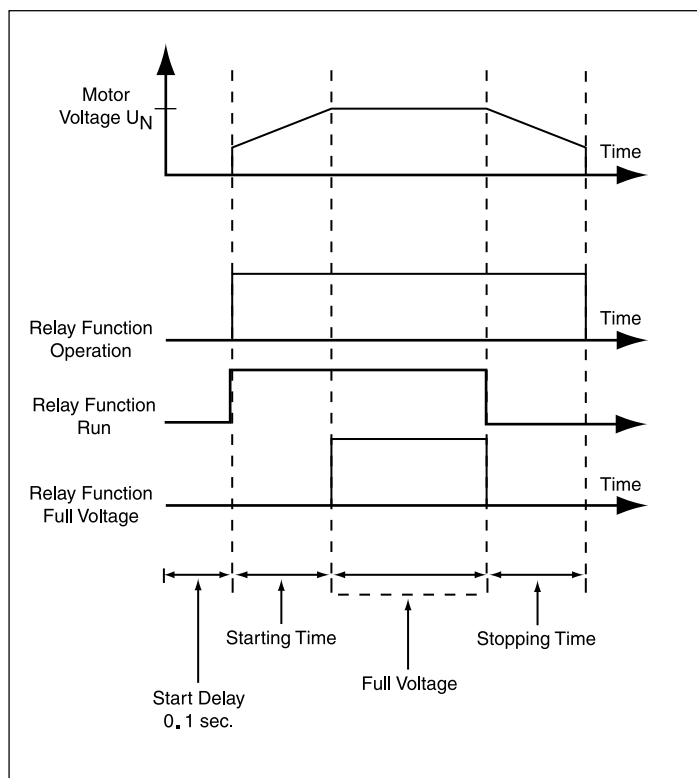 Motor
Voltage UN
Time
Relay Function
Operation
Time
Relay Function
Run
Relay Function
Full Voltage
Time
Starting Time
Stopping Time
Full Voltage
Start Delay
0.1 sec.